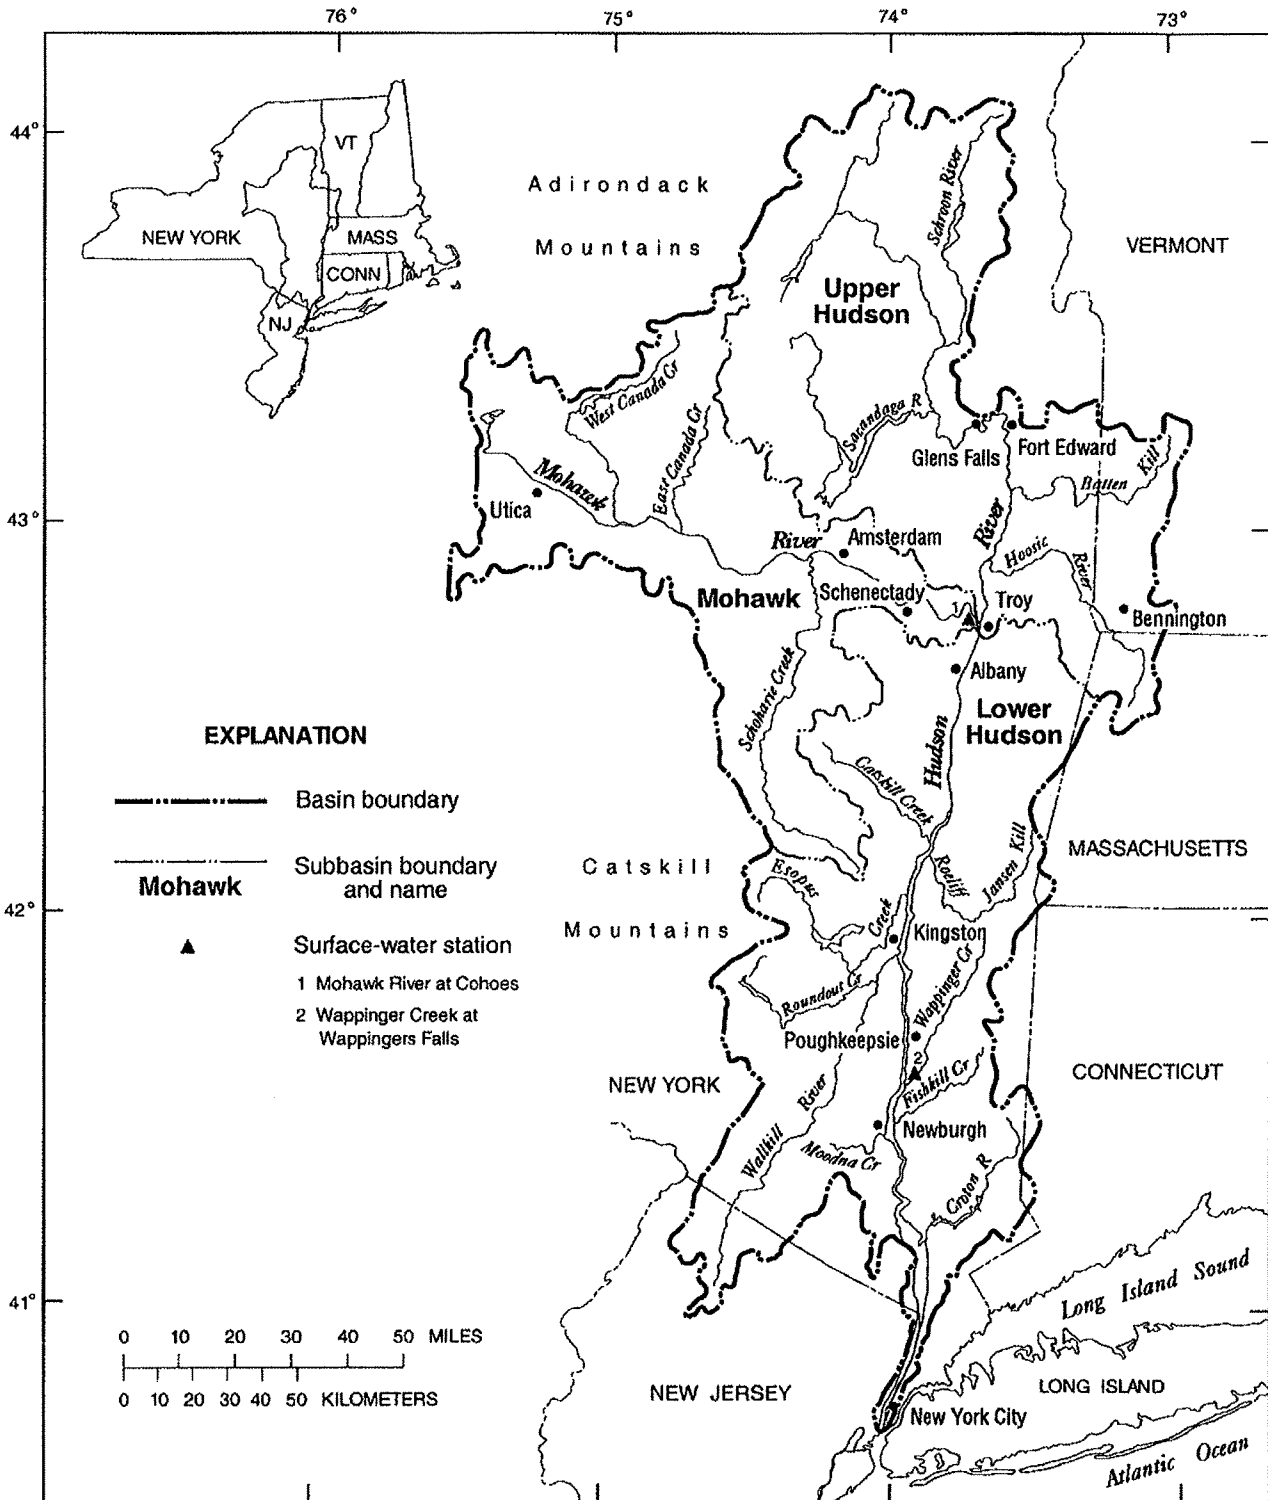 76°
75°
74°
73°
44°
43°
42°
41°
VT
NEW YORK
MASS
CONN
NJ
Adirondack
Mountains
Schroon River
VERMONT
Upper
Hudson
West Canada Cr
East Canada Cr
Sacandaga R
Glens Falls
Fort Edward
Batten
Kill
Mohawk
Utica
River
River
Amsterdam
Hoosic
River
Mohawk
Schenectady
1
Troy
Bennington
Albany
Schoharie Creek
Lower
Hudson
Hudson
Catskill Creek
EXPLANATION
Basin boundary
Subbasin boundary
and name
Mohawk
Surface-water station
1 Mohawk River at Cohoes
2 Wappinger Creek at
Wappingers Falls
Catskill
Mountains
Roeliff
Jansen Kill
MASSACHUSETTS
Esopus
Creek
Kingston
Roundout Cr
Wappinger Cr
Poughkeepsie
2
Fishkill Cr
NEW YORK
CONNECTICUT
Wallkill
River
Newburgh
Moodna Cr
Croton R
Long Island Sound
0 10 20 30 40 50 MILES
0 10 20 30 40 50 KILOMETERS
NEW JERSEY
LONG ISLAND
New York City
Atlantic Ocean